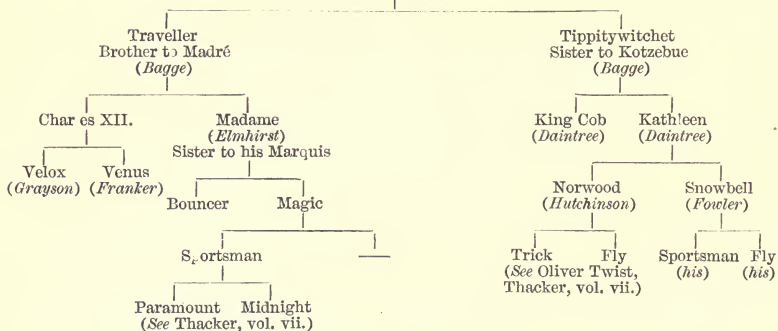 Traveller
Brother to Madré
(Bagge)
Tippitywitchet
Sister to Kotzebue
(Bagge)
Char es XII.
Madame
(Elmhirst)
Sister to his Marquis
King Cob
(Daintree)
Kathleen
(Daintree)
Velox
(Grayson)
Venus
(Franker)
Bouncer
Magic
Norwood
(Hutchinson)
Snowbell
(Fowler)
Sportsman
Trick
Fly
(See Oliver Twist,
Thacker, vol. vii.)
Sportsman
(his)
Fly
(his)
Paramount
Midnight
(See Thacker, vol. vii.)